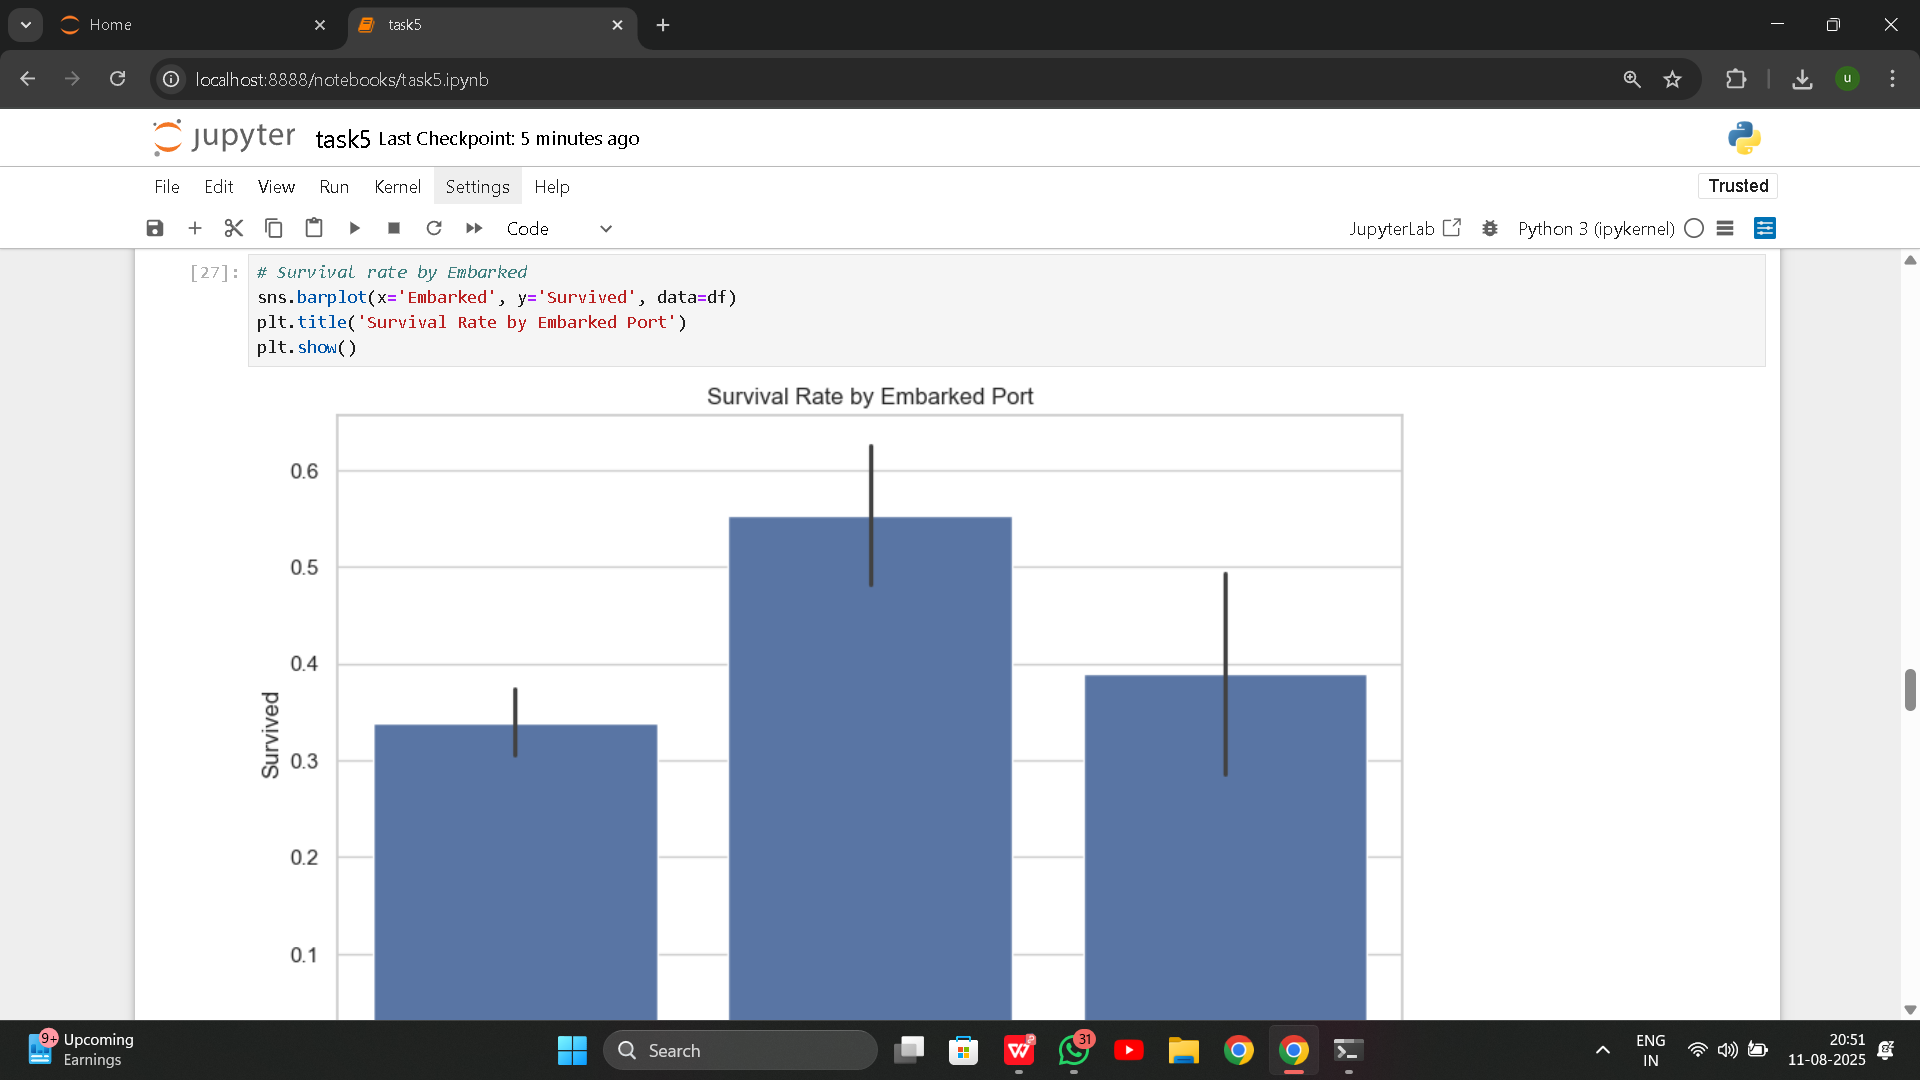 Home
task5
localhost:8888/notebooks/task5.ipynb
u
jupyter task5 Last Checkpoint: 5 minutes ago
File Edit View Run Kernel Settings Help
Trusted
Code
JupyterLab
Python 3 (ipykernel)
[27]:
# Survival rate by Embarked
sns.barplot(x='Embarked', y='Survived', data=df)
plt.title('Survival Rate by Embarked Port')
plt.show()
Survival Rate by Embarked Port
0.6
0.5
0.4
0.3
0.2
0.1
Survived
9+
Upcoming
Earnings
Search
W
31
ENG
IN
20:51
11-08-2025